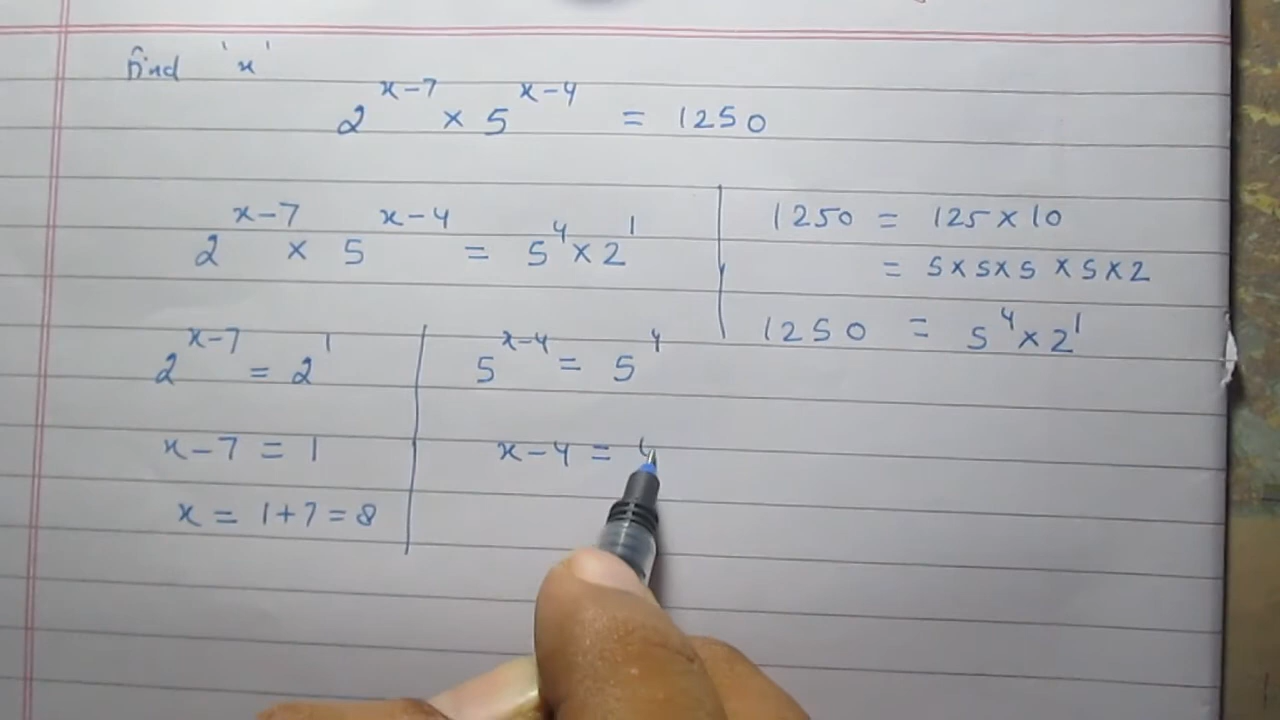 Find 'x'
2^(x-7) × 5^(x-4) = 1250
2^(x-7) × 5^(x-4) = 5^4 × 2^1
1250 = 125 × 10
= 5 × 5 × 5 × 5 × 2
1250 = 5^4 × 2^1
2^(x-7) = 2^1
x - 7 = 1
x = 1 + 7 = 8
5^(x-4) = 5^4
x - 4 = 4